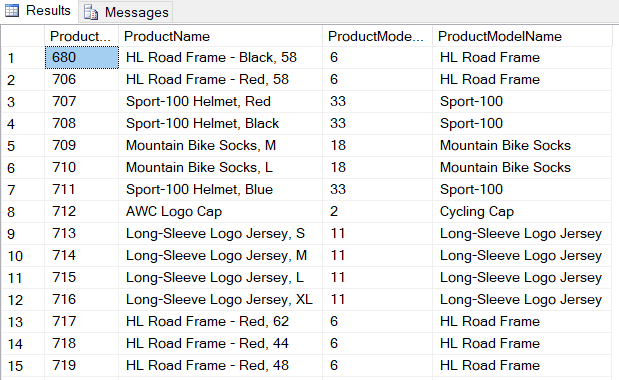 Results Messages
Product... ProductName ProductMode... ProductModelName
1 680 HL Road Frame - Black, 58 6 HL Road Frame
2 706 HL Road Frame - Red, 58 6 HL Road Frame
3 707 Sport-100 Helmet, Red 33 Sport-100
4 708 Sport-100 Helmet, Black 33 Sport-100
5 709 Mountain Bike Socks, M 18 Mountain Bike Socks
6 710 Mountain Bike Socks, L 18 Mountain Bike Socks
7 711 Sport-100 Helmet, Blue 33 Sport-100
8 712 AWC Logo Cap 2 Cycling Cap
9 713 Long-Sleeve Logo Jersey, S 11 Long-Sleeve Logo Jersey
10 714 Long-Sleeve Logo Jersey, M 11 Long-Sleeve Logo Jersey
11 715 Long-Sleeve Logo Jersey, L 11 Long-Sleeve Logo Jersey
12 716 Long-Sleeve Logo Jersey, XL 11 Long-Sleeve Logo Jersey
13 717 HL Road Frame - Red, 62 6 HL Road Frame
14 718 HL Road Frame - Red, 44 6 HL Road Frame
15 719 HL Road Frame - Red, 48 6 HL Road Frame